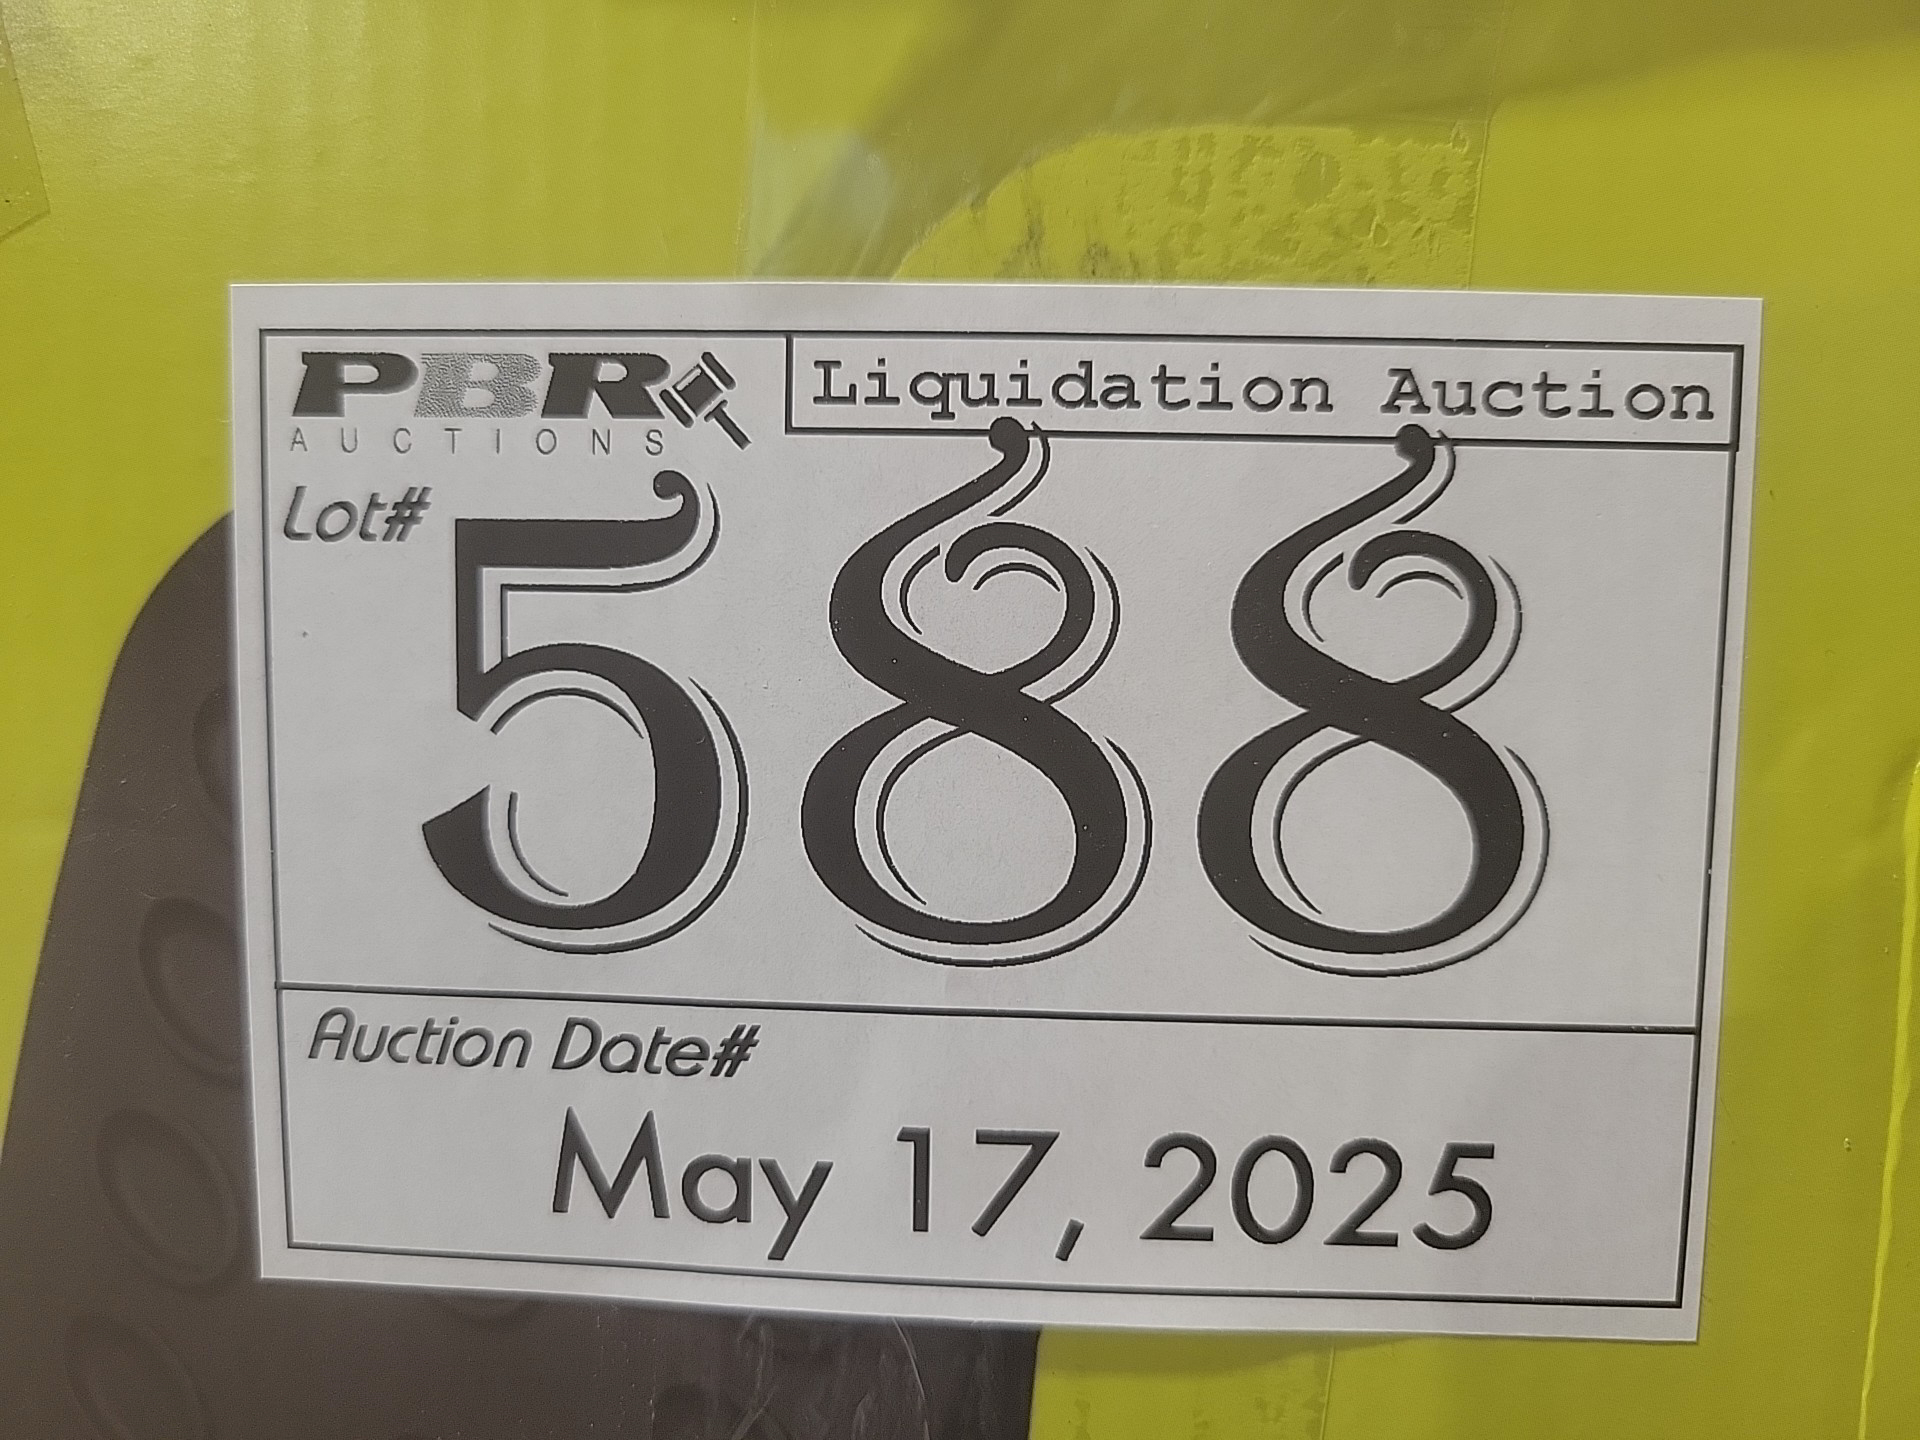 PBR
AUCTIONS
Liquidation Auction
Lot#
588
Auction Date#
May 17, 2025